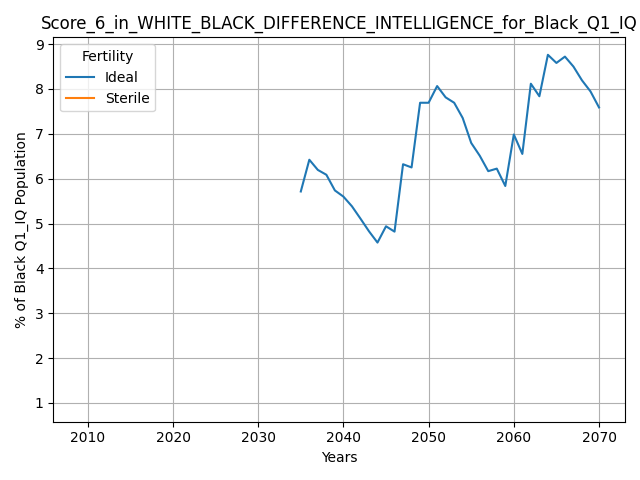 Score_6_in_WHITE_BLACK_DIFFERENCE_INTELLIGENCE_for_Black_Q1_IQ
Fertility
Ideal
Sterile
% of Black Q1_IQ Population
9
8
7
6
5
4
3
2
1
2010 2020 2030 2040 2050 2060 2070
Years